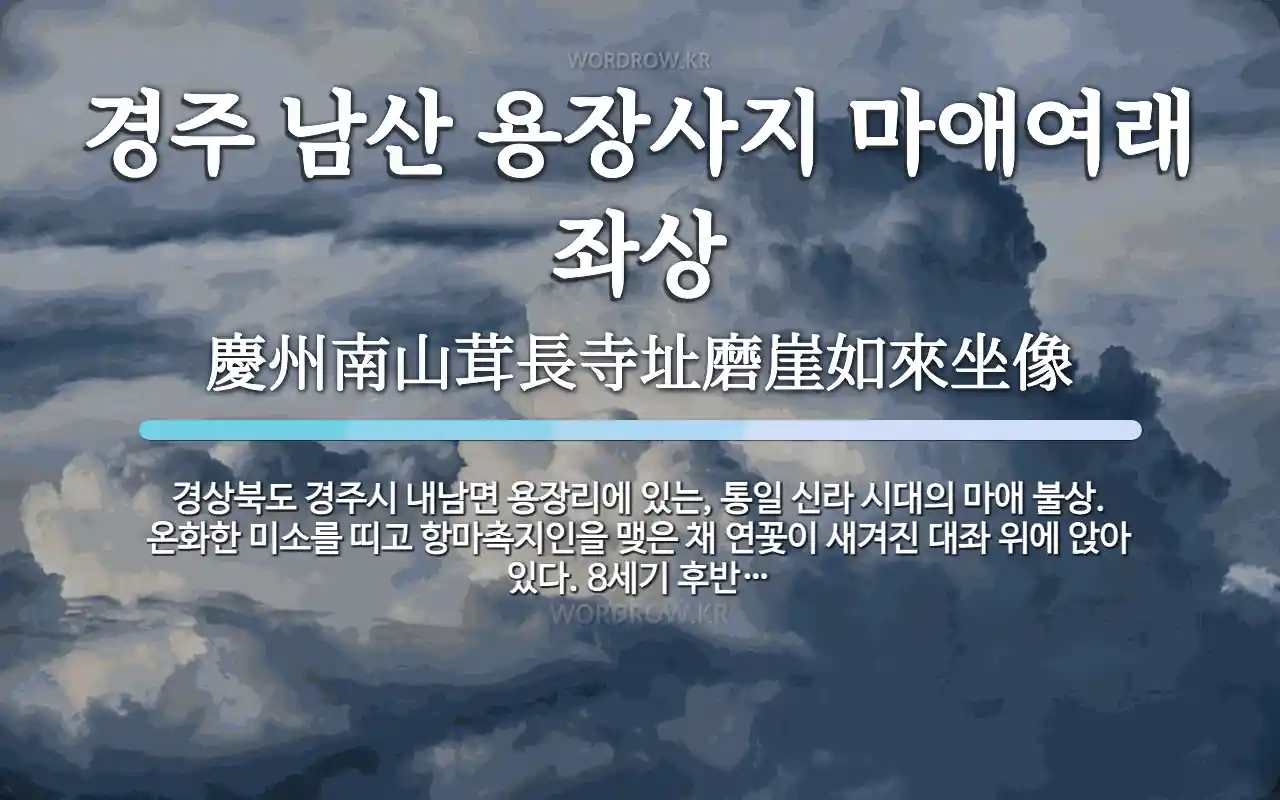 WORDROW.KR
경주 남산 용장사지 마애여래
좌상
慶州南山茸長寺址磨崖如來坐像
경상북도 경주시 내남면 용장리에 있는, 통일 신라 시대의 마애 불상.
온화한 미소를 띠고 항마촉지인을 맺은 채 연꽃이 새겨진 대좌 위에 앉아
있다. 8세기 후반…
WORDROW.KR